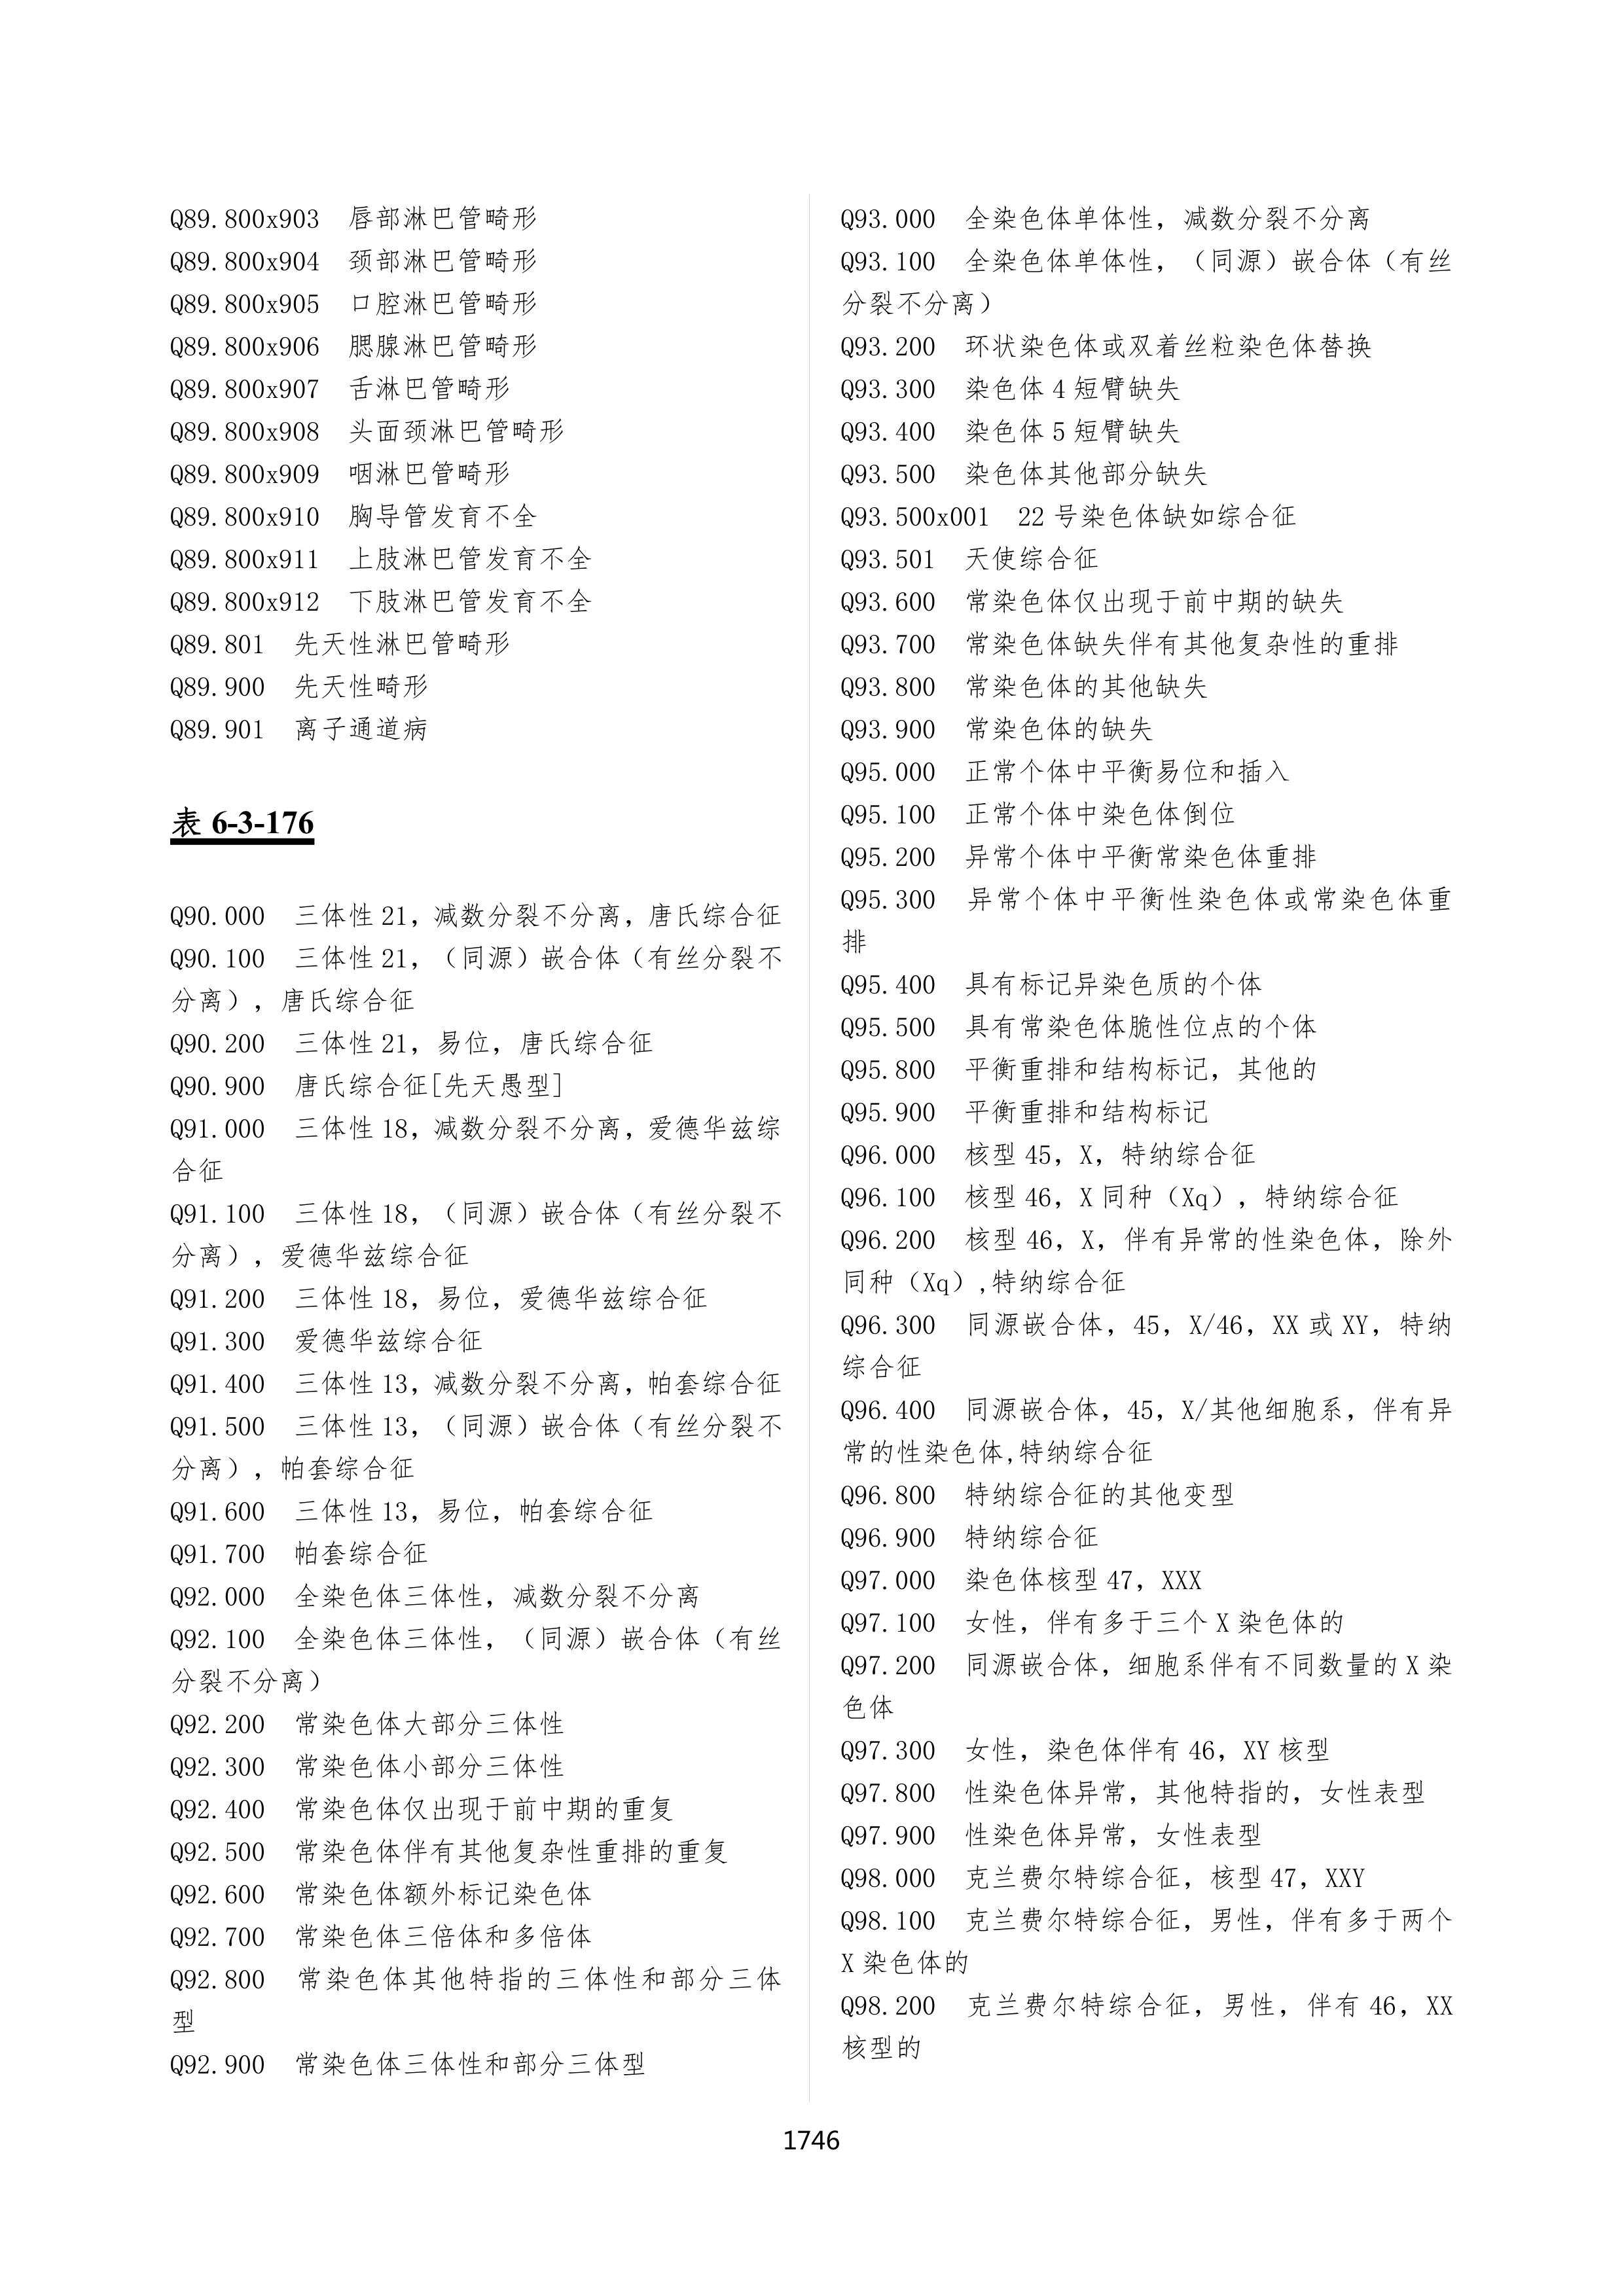 Q89.800x903 唇部淋巴管畸形
Q89.800x904 颈部淋巴管畸形
Q89.800x905 口腔淋巴管畸形
Q89.800x906 腮腺淋巴管畸形
Q89.800x907 舌淋巴管畸形
Q89.800x908 头面颈淋巴管畸形
Q89.800x909 咽淋巴管畸形
Q89.800x910 胸导管发育不全
Q89.800x911 上肢淋巴管发育不全
Q89.800x912 下肢淋巴管发育不全
Q89.801 先天性淋巴管畸形
Q89.900 先天性畸形
Q89.901 离子通道病
表 6-3-176
Q90.000 三体性 21，减数分裂不分离，唐氏综合征
Q90.100 三体性 21，（同源）嵌合体（有丝分裂不
分离），唐氏综合征
Q90.200 三体性 21，易位，唐氏综合征
Q90.900 唐氏综合征[先天愚型]
Q91.000 三体性 18，减数分裂不分离，爱德华兹综
合征
Q91.100 三体性 18，（同源）嵌合体（有丝分裂不
分离），爱德华兹综合征
Q91.200 三体性 18，易位，爱德华兹综合征
Q91.300 爱德华兹综合征
Q91.400 三体性 13，减数分裂不分离，帕套综合征
Q91.500 三体性 13，（同源）嵌合体（有丝分裂不
分离），帕套综合征
Q91.600 三体性 13，易位，帕套综合征
Q91.700 帕套综合征
Q92.000 全染色体三体性，减数分裂不分离
Q92.100 全染色体三体性，（同源）嵌合体（有丝
分裂不分离）
Q92.200 常染色体大部分三体性
Q92.300 常染色体小部分三体性
Q92.400 常染色体仅出现于前中期的重复
Q92.500 常染色体伴有其他复杂性重排的重复
Q92.600 常染色体额外标记染色体
Q92.700 常染色体三倍体和多倍体
Q92.800 常染色体其他特指的三体性和部分三体
型
Q92.900 常染色体三体性和部分三体型
Q93.000 全染色体单体性，减数分裂不分离
Q93.100 全染色体单体性，（同源）嵌合体（有丝
分裂不分离）
Q93.200 环状染色体或双着丝粒染色体替换
Q93.300 染色体 4 短臂缺失
Q93.400 染色体 5 短臂缺失
Q93.500 染色体其他部分缺失
Q93.500x001 22 号染色体缺如综合征
Q93.501 天使综合征
Q93.600 常染色体仅出现于前中期的缺失
Q93.700 常染色体缺失伴有其他复杂性的重排
Q93.800 常染色体的其他缺失
Q93.900 常染色体的缺失
Q95.000 正常个体中平衡易位和插入
Q95.100 正常个体中染色体倒位
Q95.200 异常个体中平衡常染色体重排
Q95.300 异常个体中平衡性染色体或常染色体重
排
Q95.400 具有标记异染色质的个体
Q95.500 具有常染色体脆性位点的个体
Q95.800 平衡重排和结构标记，其他的
Q95.900 平衡重排和结构标记
Q96.000 核型 45，X，特纳综合征
Q96.100 核型 46，X 同种（Xq），特纳综合征
Q96.200 核型 46，X，伴有异常的性染色体，除外
同种（Xq）,特纳综合征
Q96.300 同源嵌合体，45，X/46，XX 或 XY，特纳
综合征
Q96.400 同源嵌合体，45，X/其他细胞系，伴有异
常的性染色体,特纳综合征
Q96.800 特纳综合征的其他变型
Q96.900 特纳综合征
Q97.000 染色体核型 47，XXX
Q97.100 女性，伴有多于三个 X 染色体的
Q97.200 同源嵌合体，细胞系伴有不同数量的 X 染
色体
Q97.300 女性，染色体伴有 46，XY 核型
Q97.800 性染色体异常，其他特指的，女性表型
Q97.900 性染色体异常，女性表型
Q98.000 克兰费尔特综合征，核型 47，XXY
Q98.100 克兰费尔特综合征，男性，伴有多于两个
X 染色体的
Q98.200 克兰费尔特综合征，男性，伴有 46，XX
核型的
1746